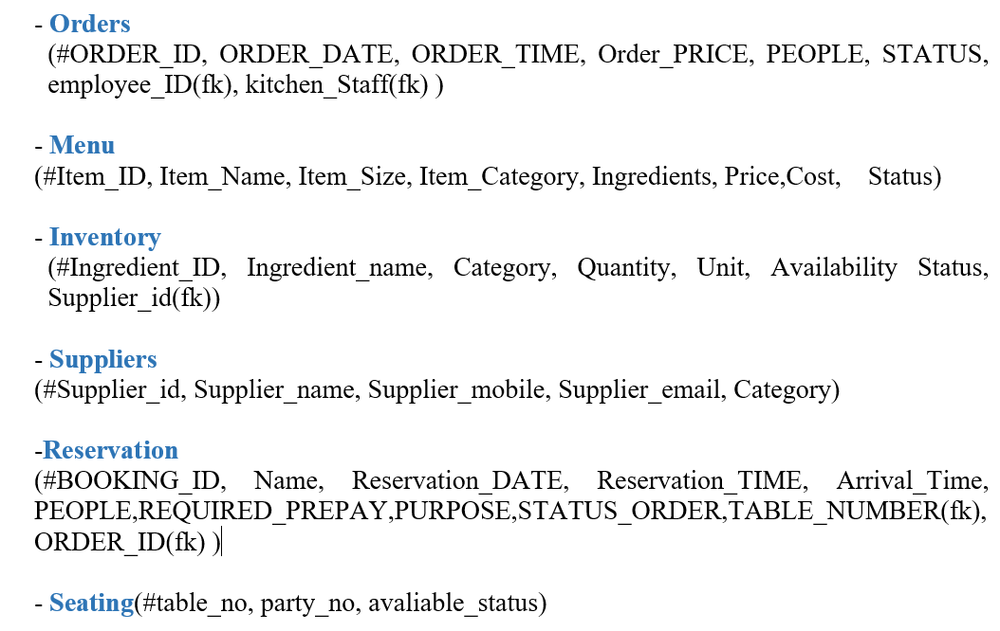 - Orders
(#ORDER_ID, ORDER_DATE, ORDER_TIME, Order_PRICE, PEOPLE, STATUS,
employee_ID(fk), kitchen_Staff(fk) )
- Menu
(#Item_ID, Item_Name, Item_Size, Item_Category, Ingredients, Price,Cost, Status)
- Inventory
(#Ingredient_ID, Ingredient_name, Category, Quantity, Unit, Availability Status,
Supplier_id(fk))
- Suppliers
(#Supplier_id, Supplier_name, Supplier_mobile, Supplier_email, Category)
-Reservation
(#BOOKING_ID, Name, Reservation_DATE, Reservation_TIME, Arrival_Time,
PEOPLE,REQUIRED_PREPAY,PURPOSE,STATUS_ORDER,TABLE_NUMBER(fk),
ORDER_ID(fk) )
- Seating(#table_no, party_no, avaliable_status)